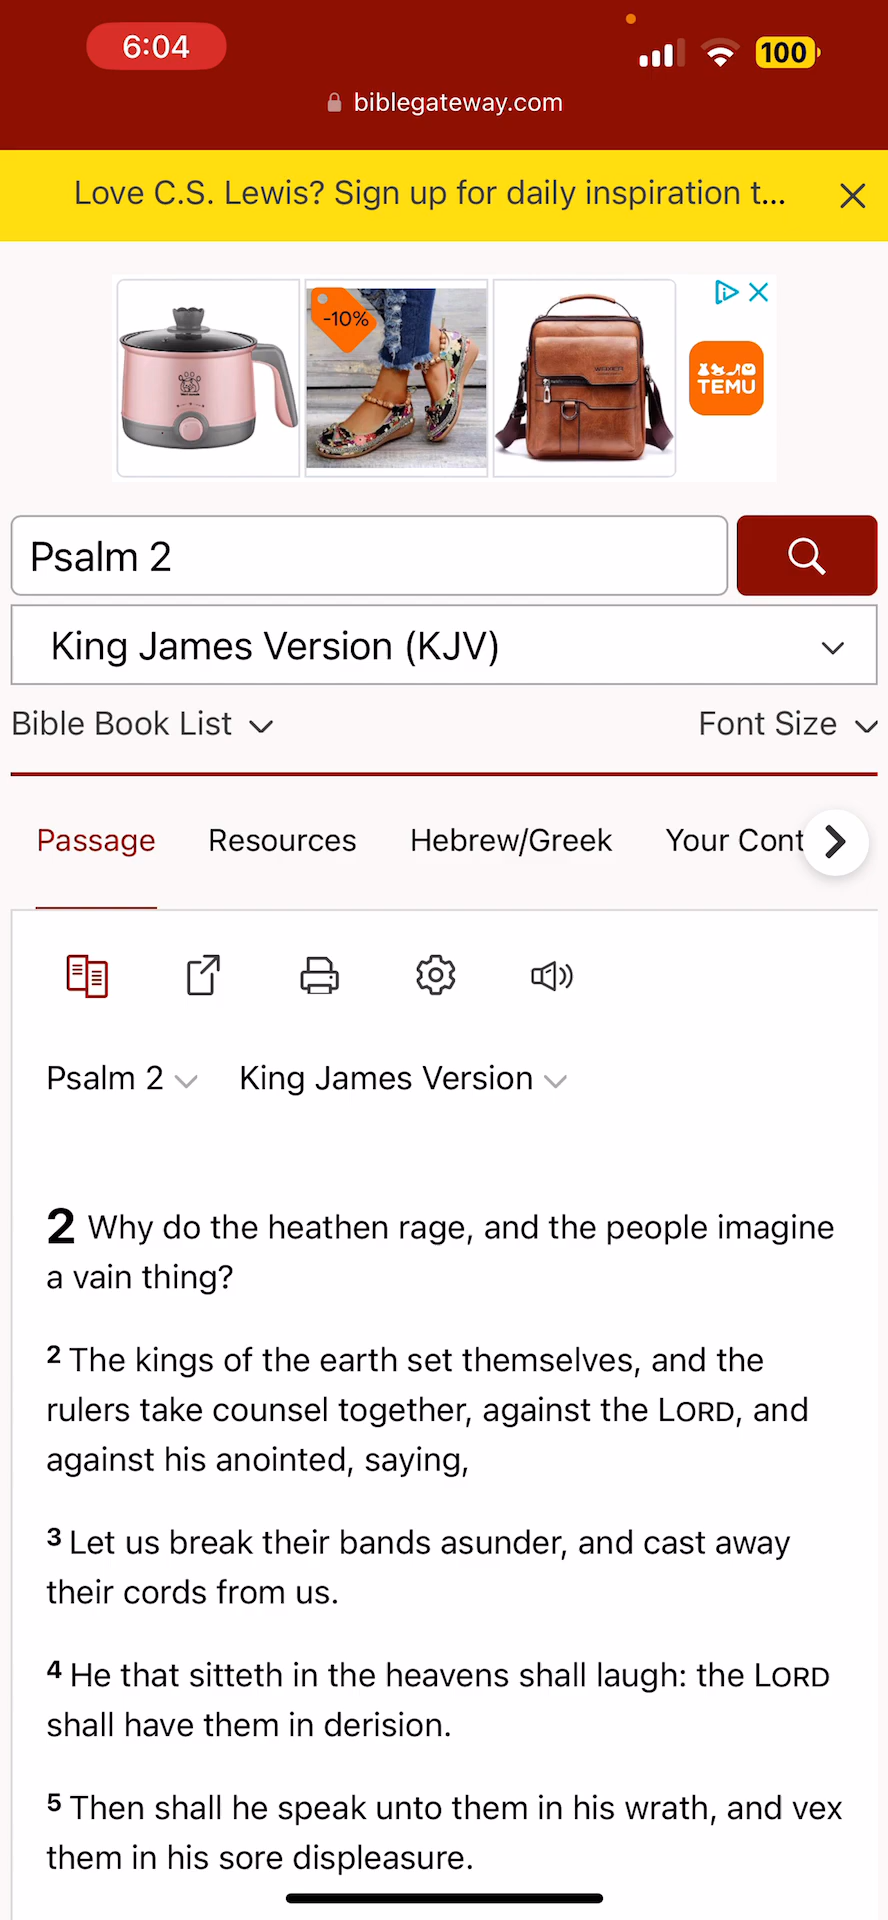 6:04
100
biblegateway.com
Love C.S. Lewis? Sign up for daily inspiration t...
-10%
TEMU
Psalm 2
King James Version (KJV)
Bible Book List
Font Size
Passage
Resources
Hebrew/Greek
Your Cont
Psalm 2
King James Version
2 Why do the heathen rage, and the people imagine
a vain thing?
2 The kings of the earth set themselves, and the
rulers take counsel together, against the LORD, and
against his anointed, saying,
3 Let us break their bands asunder, and cast away
their cords from us.
4 He that sitteth in the heavens shall laugh: the LORD
shall have them in derision.
5 Then shall he speak unto them in his wrath, and vex
them in his sore displeasure.